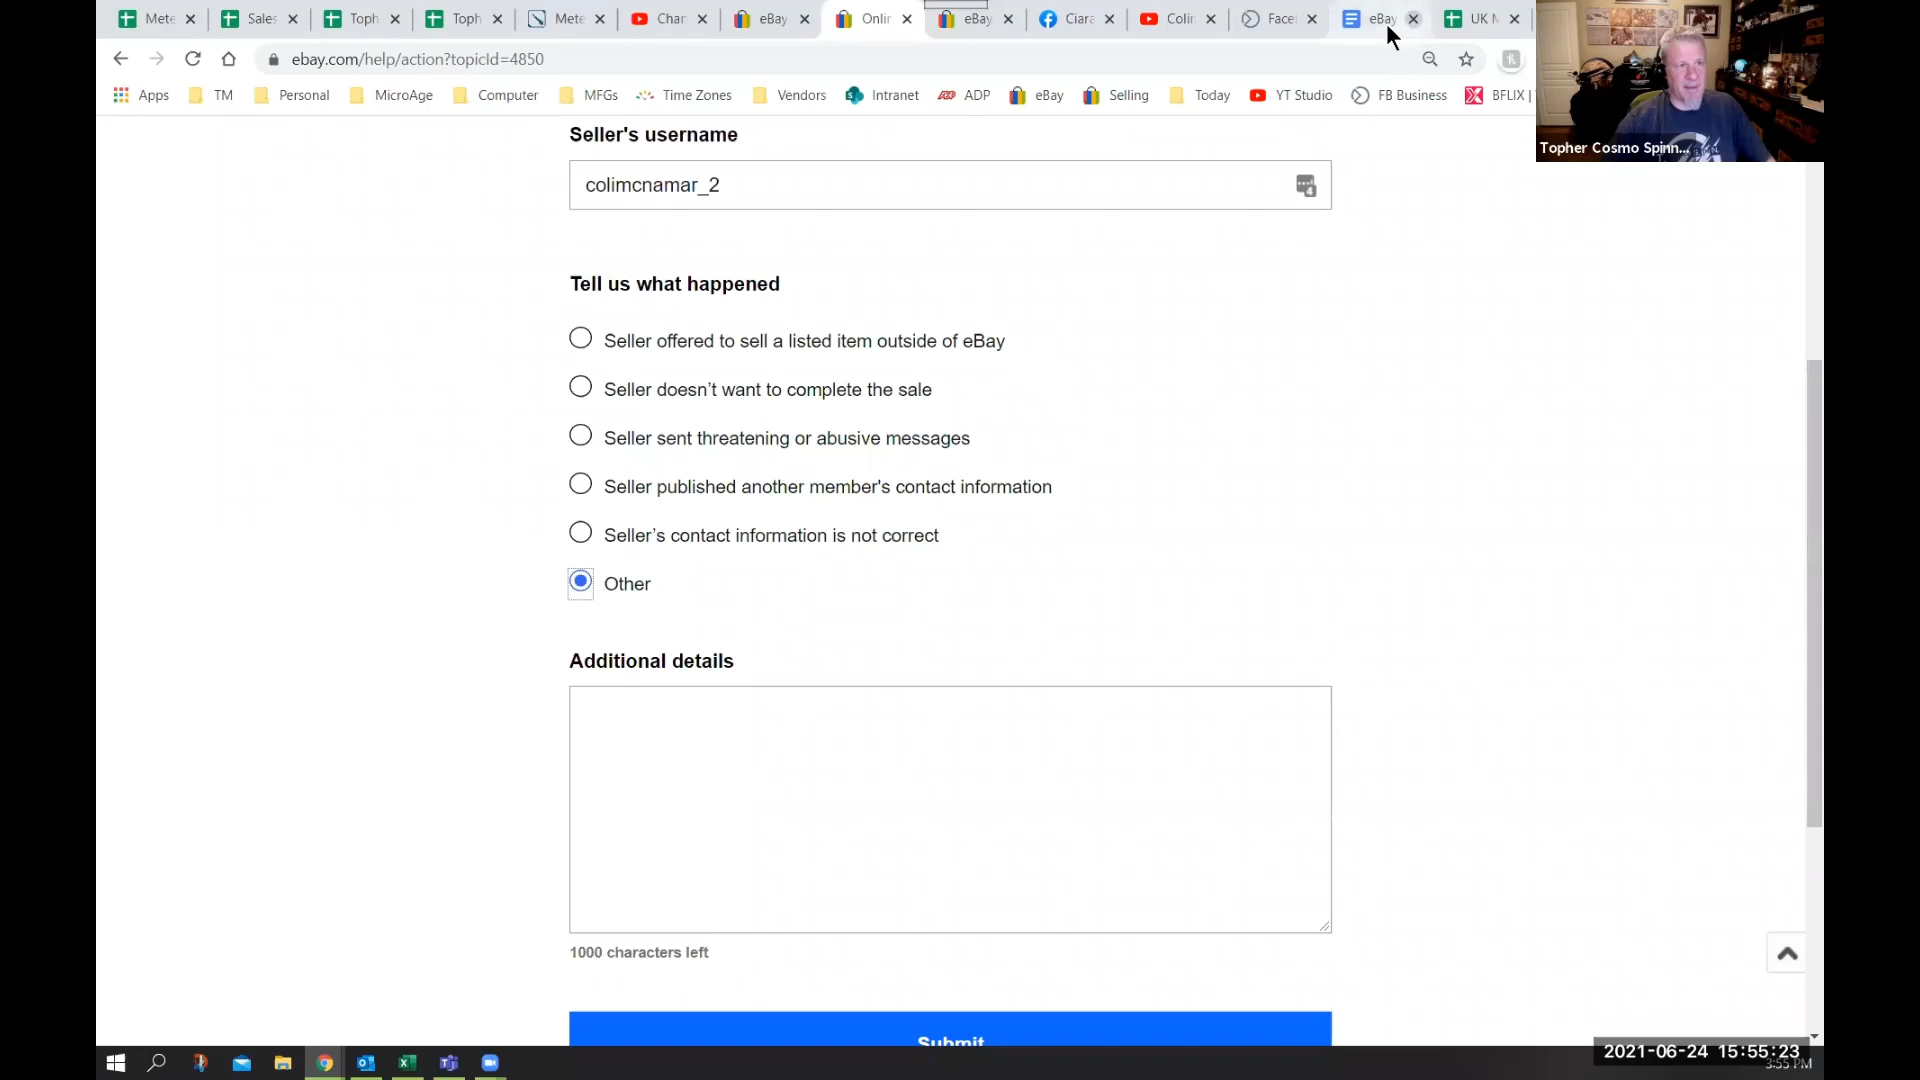 Mete
Sales
Toph
Toph
Mete
Char
eBay
Onlir
eBay
Ciara
Colir
Face
eBay
UK M
ebay.com/help/action?topicId=4850
Apps
TM
Personal
MicroAge
Computer
MFGs
Time Zones
Vendors
Intranet
ADP
eBay
Selling
Today
YT Studio
FB Business
BFLIX |
Topher Cosmo Spinn...
Seller's username
colimcnamar_2
Tell us what happened
Seller offered to sell a listed item outside of eBay
Seller doesn’t want to complete the sale
Seller sent threatening or abusive messages
Seller published another member's contact information
Seller’s contact information is not correct
Other
Additional details
1000 characters left
Submit
2021-06-24 15:55:23
3:55 PM